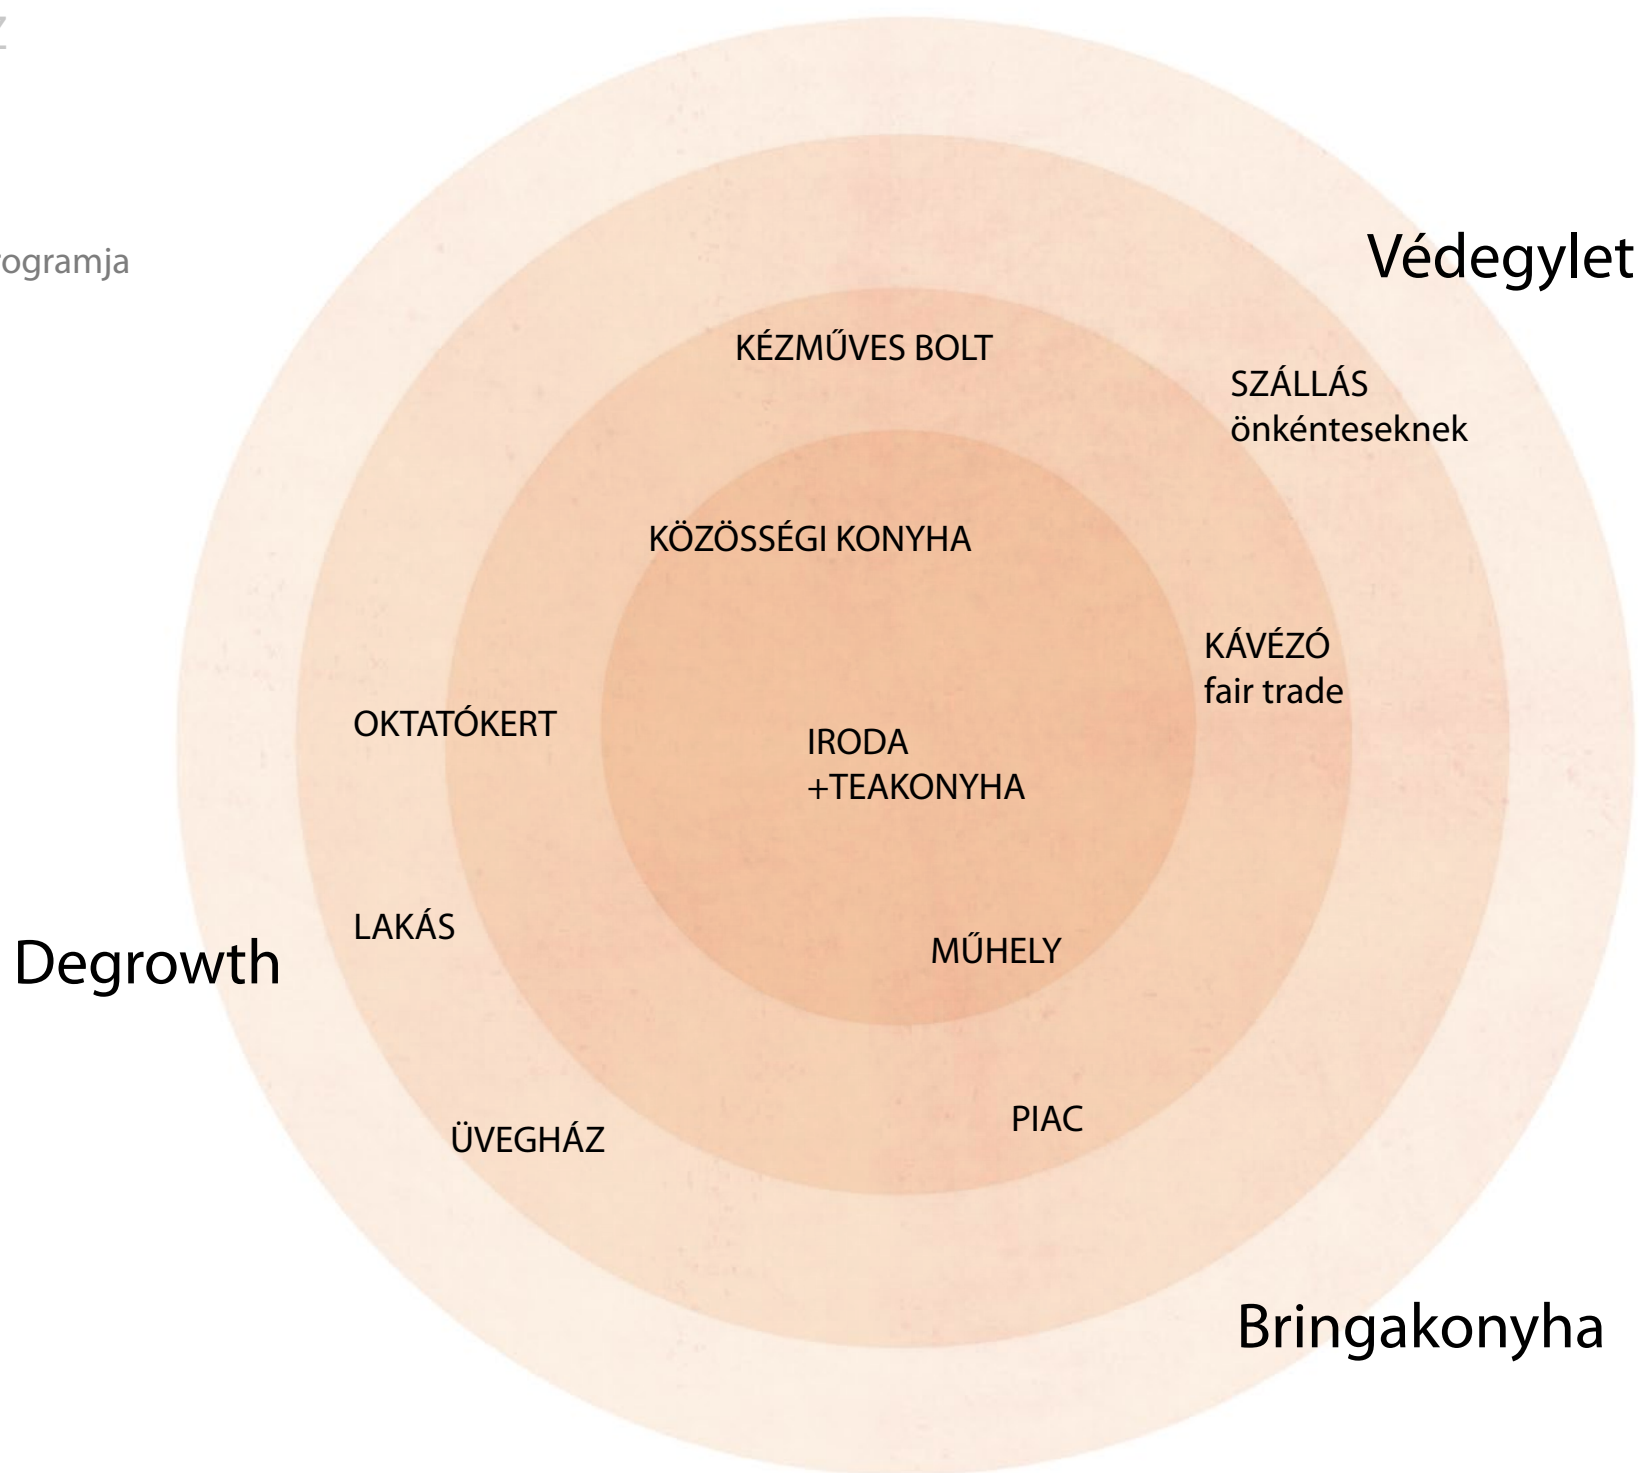 Z
ogramja
Védegylet
KÉZMŰVES BOLT
SZÁLLÁS
önkénteseknek
KÖZÖSSÉGI KONYHA
KÁVÉZÓ
fair trade
OKTATÓKERT
IRODA
+TEAKONYHA
LAKÁS
MŰHELY
Degrowth
PIAC
ÜVEGHÁZ
Bringakonyha